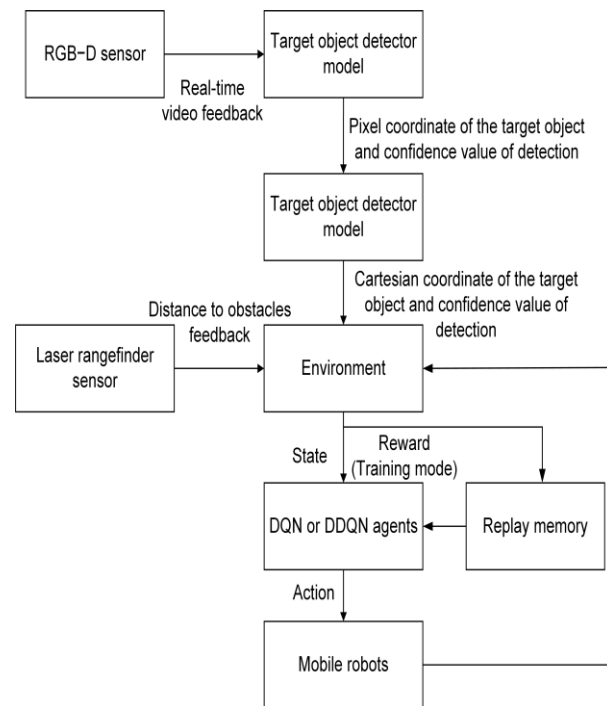 RGB-D sensor
Target object detector
model
Real-time
video feedback
Pixel coordinate of the target object
and confidence value of detection
Target object detector
model
Cartesian coordinate of the target
object and confidence value of
detection
Distance to obstacles
feedback
Laser rangefinder
sensor
Environment
State
Reward
(Training mode)
DQN or DDQN agents
Replay memory
Action
Mobile robots